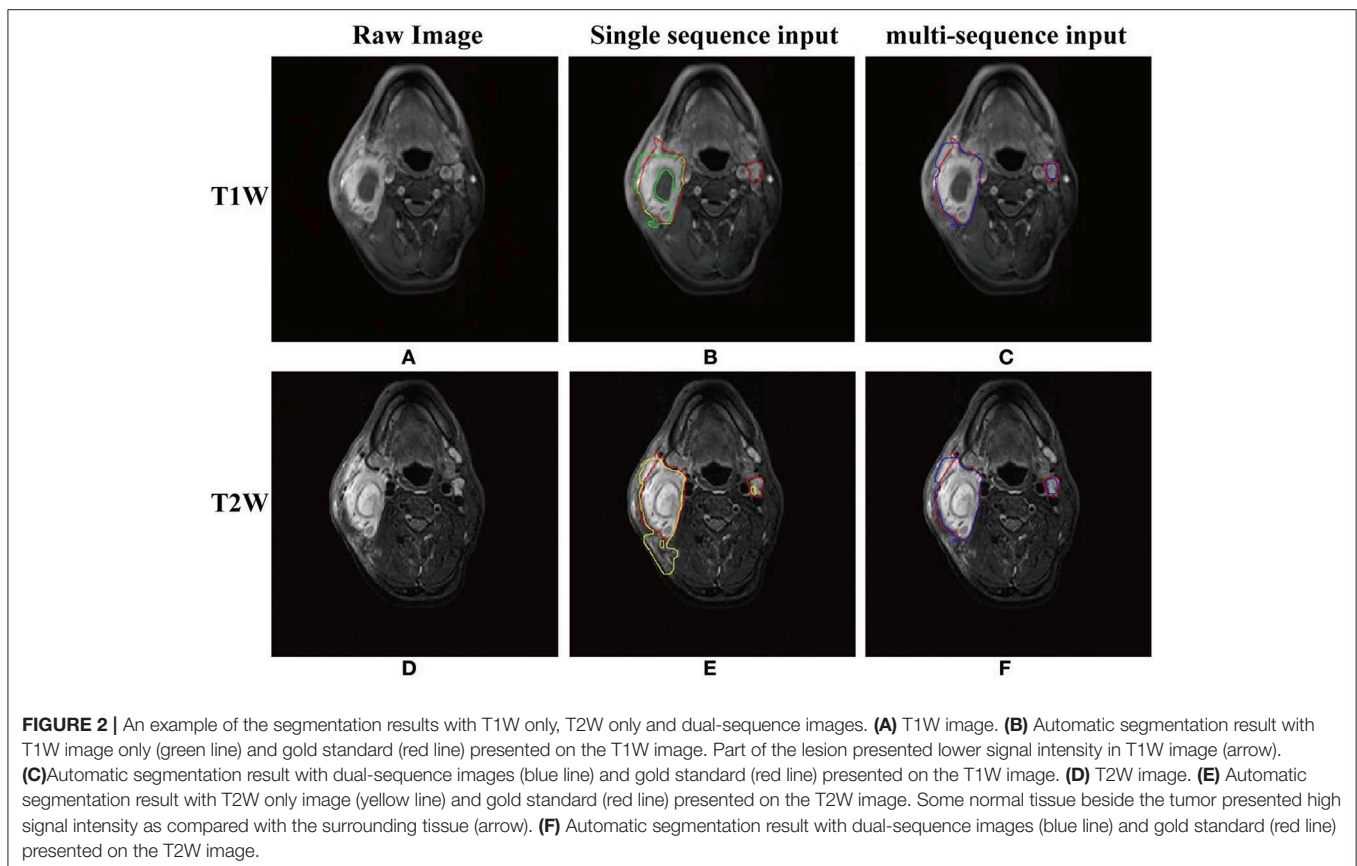 Raw Image
Single sequence input
multi-sequence input
T1W
A
B
C
T2W
D
E
F
FIGURE 2 | An example of the segmentation results with T1W only, T2W only and dual-sequence images. (A) T1W image. (B) Automatic segmentation result with
T1W image only (green line) and gold standard (red line) presented on the T1W image. Part of the lesion presented lower signal intensity in T1W image (arrow).
(C)Automatic segmentation result with dual-sequence images (blue line) and gold standard (red line) presented on the T1W image. (D) T2W image. (E) Automatic
segmentation result with T2W only image (yellow line) and gold standard (red line) presented on the T2W image. Some normal tissue beside the tumor presented high
signal intensity as compared with the surrounding tissue (arrow). (F) Automatic segmentation result with dual-sequence images (blue line) and gold standard (red line)
presented on the T2W image.